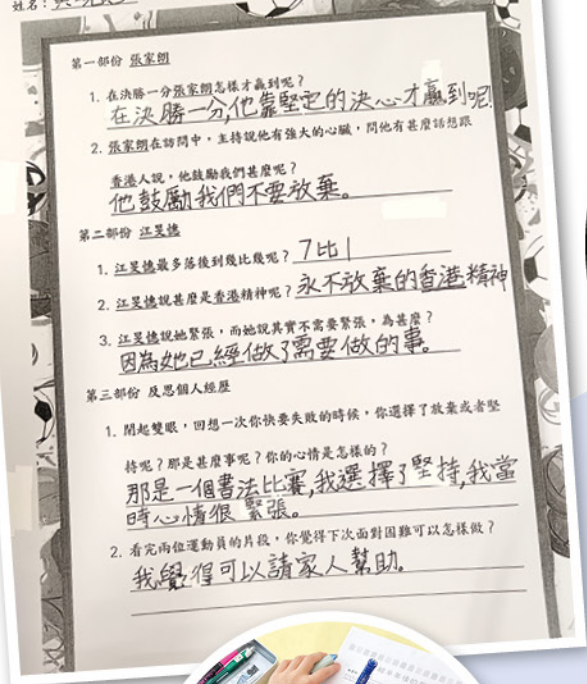 姓名：
第一部份 張家朗
1. 在決勝一分張家朗怎樣才贏到呢？
在決勝一分,他靠堅定的決心才贏到呢!
2. 張家朗在訪問中，主持說他有強大的心臟，問他有甚麼話想跟
香港人說，他鼓勵我們甚麼呢？
他鼓勵我們不要放棄。
第二部份 江旻憓
1. 江旻憓最多落後到幾比幾呢？7比1
2. 江旻憓說甚麼是香港精神呢？永不放棄的香港精神
3. 江旻憓說她緊張，而她說其實不需要緊張，為甚麼？
因為她已經做了需要做的事。
第三部份 反思個人經歷
1. 閉起雙眼，回想一次你快要失敗的時候，你選擇了放棄或者堅
持呢？那是甚麼事呢？你的心情是怎樣的？
那是一個書法比賽,我選擇了堅持,我當
時心情很緊張。
2. 看完兩位運動員的片段，你覺得下次面對困難可以怎樣做？
我覺得可以請家人幫助。